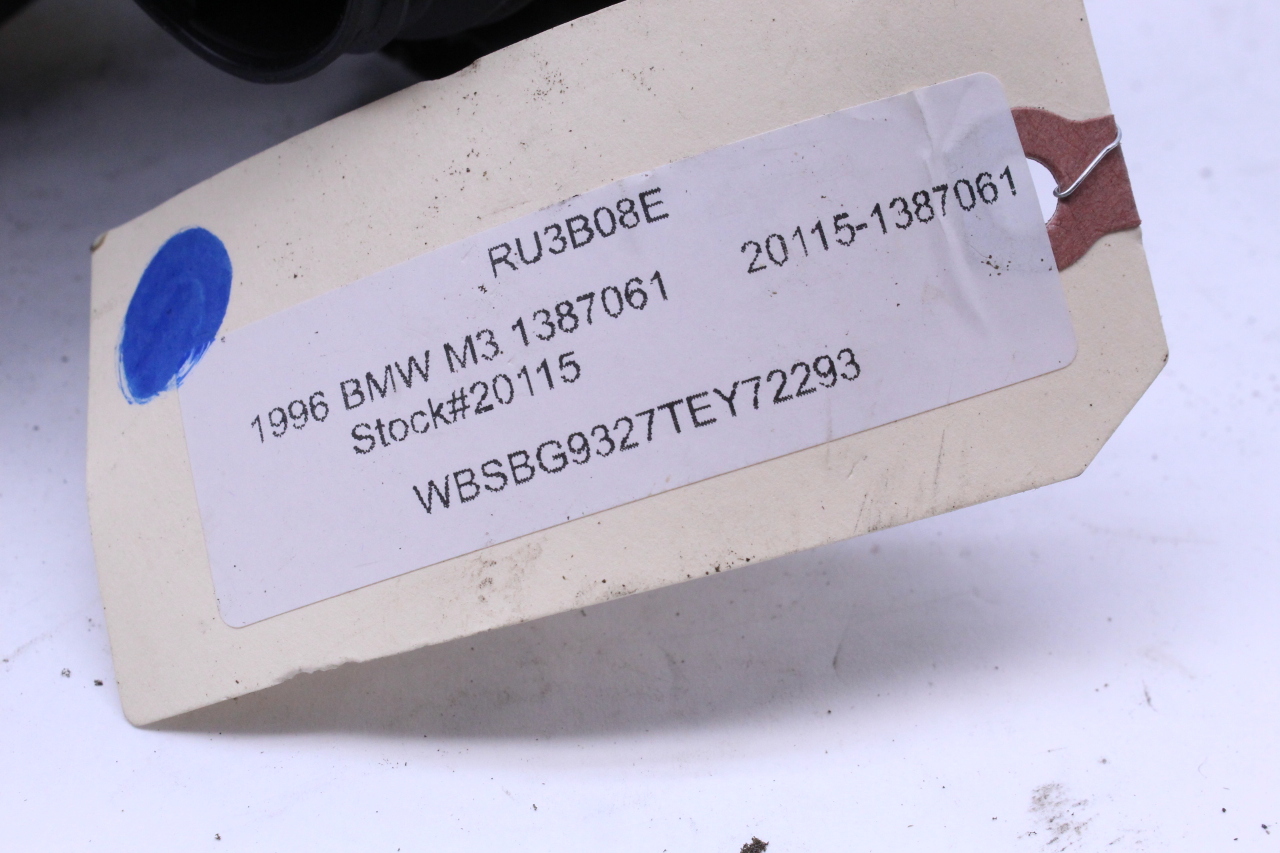 RU3B08E
20115-1387061
1996 BMW M3 1387061
Stock#20115
WBSBG9327TEY72293